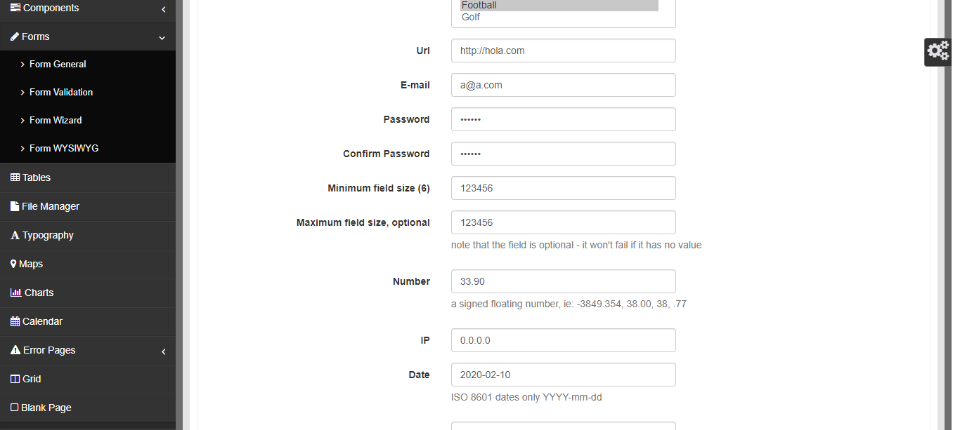 Components
Forms
Form General
Form Validation
Form Wizard
Form WYSIWYG
Tables
File Manager
Typography
Maps
Charts
Calendar
Error Pages
Grid
Blank Page
Football
Golf
Url
http://hola.com
E-mail
a@a.com
Password
••••••
Confirm Password
••••••
Minimum field size (6)
123456
Maximum field size, optional
123456
note that the field is optional - it won't fail if it has no value
Number
33.90
a signed floating number, ie: -3849.354, 38.00, 38, .77
IP
0.0.0.0
Date
2020-02-10
ISO 8601 dates only YYYY-mm-dd